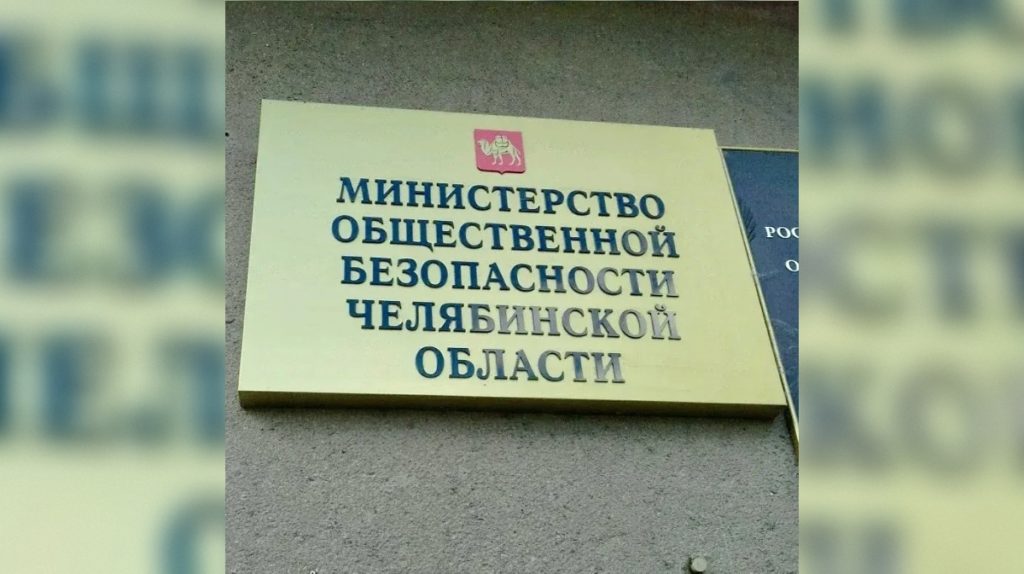 МИНИСТЕРСТВО
ОБЩЕСТВЕННОЙ
БЕЗОПАСНОСТИ
ЧЕЛЯБИНСКОЙ
ОБЛАСТИ